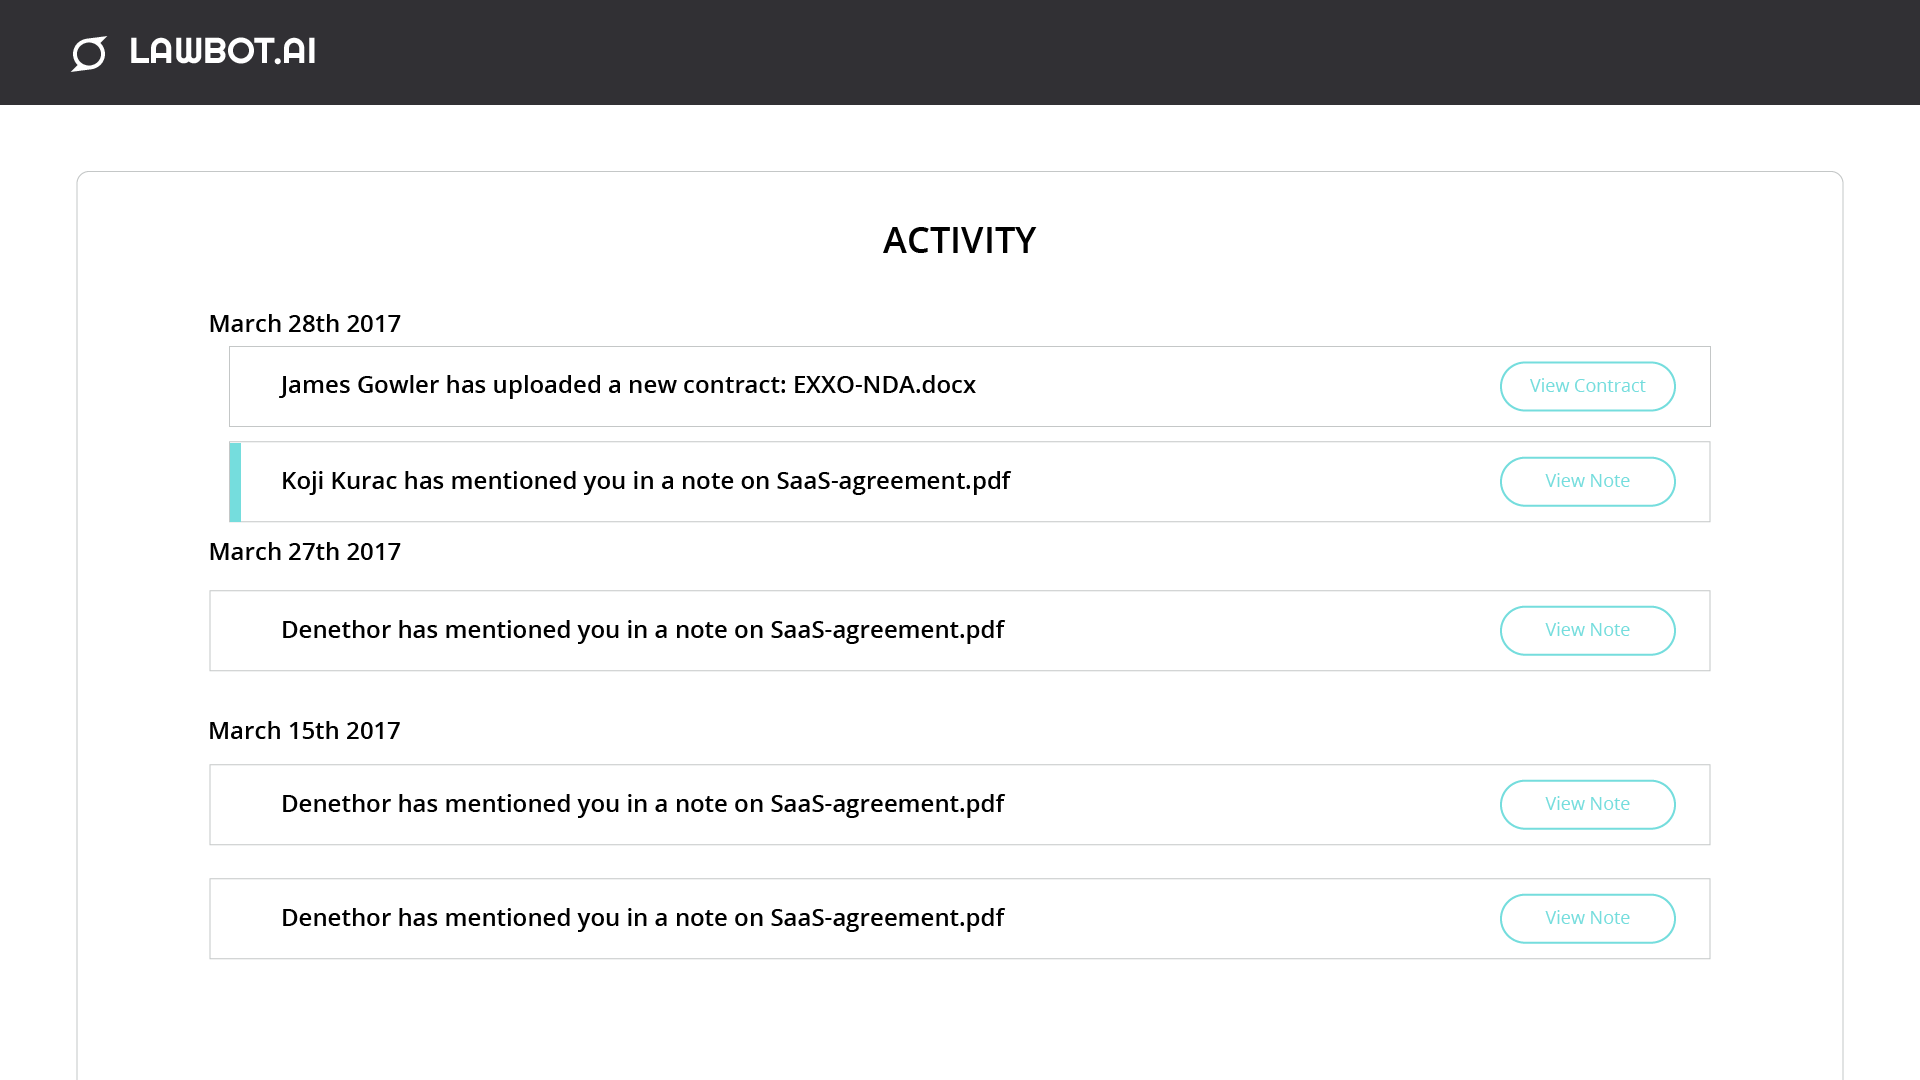 LAWBOT.AI
ACTIVITY
March 28th 2017
James Gowler has uploaded a new contract: EXXO-NDA.docx
View Contract
Koji Kurac has mentioned you in a note on SaaS-agreement.pdf
View Note
March 27th 2017
Denethor has mentioned you in a note on SaaS-agreement.pdf
View Note
March 15th 2017
Denethor has mentioned you in a note on SaaS-agreement.pdf
View Note
Denethor has mentioned you in a note on SaaS-agreement.pdf
View Note